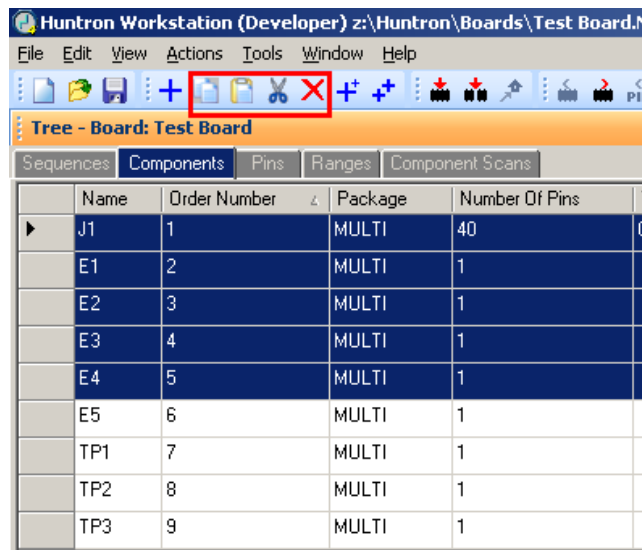 Huntron Workstation (Developer) z:\Huntron\Boards\Test Board.
File Edit View Actions Tools Window Help
Tree - Board: Test Board
Sequences Components Pins Ranges Component Scans
Name Order Number Package Number Of Pins
J1 1 MULTI 40
E1 2 MULTI 1
E2 3 MULTI 1
E3 4 MULTI 1
E4 5 MULTI 1
E5 6 MULTI 1
TP1 7 MULTI 1
TP2 8 MULTI 1
TP3 9 MULTI 1